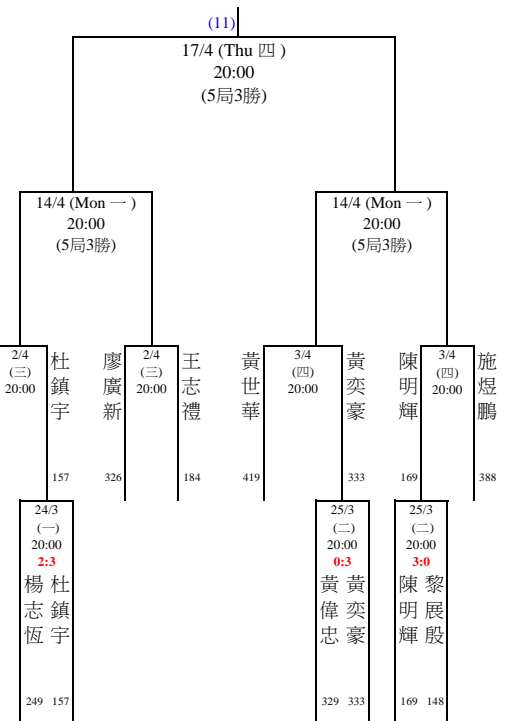 (11)
17/4 (Thu 四 )
20:00
(5局3勝)
14/4 (Mon 一 )
20:00
(5局3勝)
14/4 (Mon 一 )
20:00
(5局3勝)
2/4
(三)
20:00
杜鎮宇
157
廖廣新
326
2/4
(三)
20:00
王志禮
184
黃世華
419
3/4
(四)
20:00
黃奕豪
333
陳明輝
169
3/4
(四)
20:00
施煜鵬
388
24/3
(一)
20:00
2:3
楊志恆
杜鎮宇
249 157
25/3
(二)
20:00
0:3
黃偉忠
黃奕豪
329 333
25/3
(二)
20:00
3:0
陳明輝
黎展殷
169 148